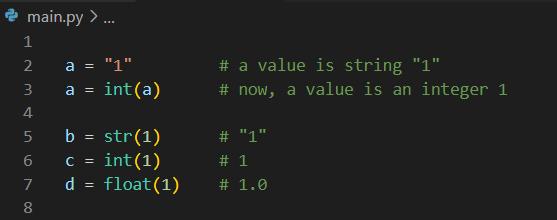 main.py > ...
1
2 a = "1" # a value is string "1"
3 a = int(a) # now, a value is an integer 1
4
5 b = str(1) # "1"
6 c = int(1) # 1
7 d = float(1) # 1.0
8